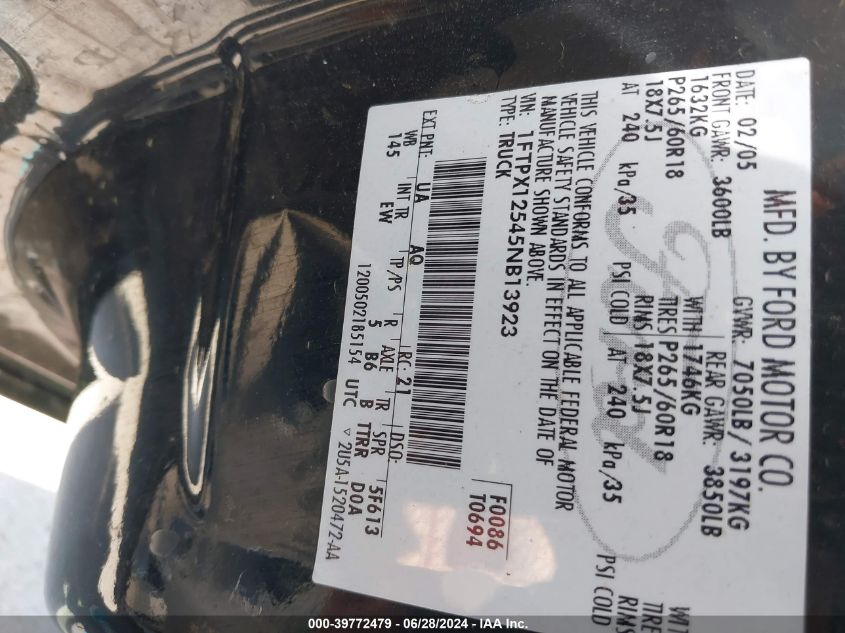 MFD. BY FORD MOTOR CO.
DATE: 02/05 GVWR: 7050LB / 3197KG
FRONT GAWR: 3600LB REAR GAWR: 3850LB
1632KG WITH 1746KG WIT
P265/60R18 TIRES P265/60R18 TIRE
18X7.5J RIMS 18X7.5J RIMS
AT 240 kPa/35 PSI COLD AT 240 kPa/35 PSI COLD
THIS VEHICLE CONFORMS TO ALL APPLICABLE FEDERAL MOTOR
VEHICLE SAFETY STANDARDS IN EFFECT ON THE DATE OF
MANUFACTURE SHOWN ABOVE.
VIN: 1FTPX12545NB13923
TYPE: TRUCK
F0086
T0694
EXT PNT: UA AQ RC: 21 DSO:
WB INT TR TP/PS R AXLE TR SPR 5F613
145 EW 5 B6 B TTRR DOA
1200502185154 UTC ▽ 2U5A-1520472-AA
000-39772479 - 06/28/2024 - IAA Inc.